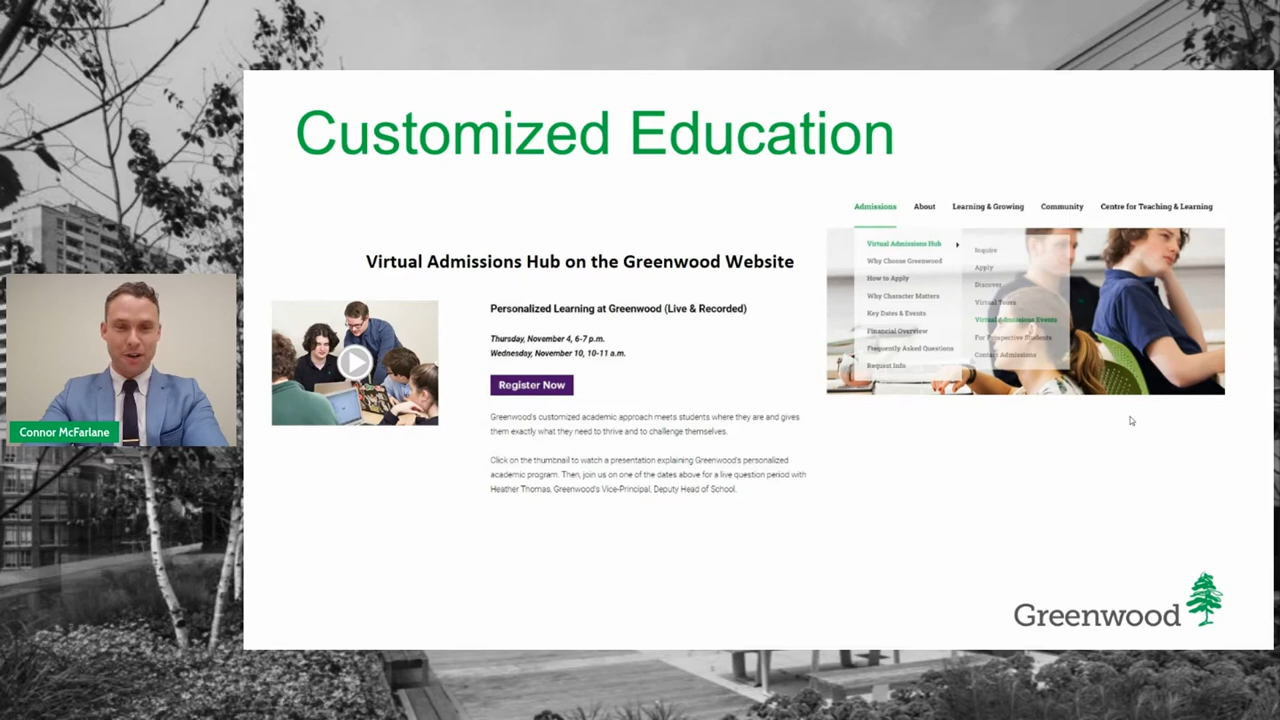 Customized Education
Admissions About Learning & Growing Community Centre for Teaching & Learning
Virtual Admissions Hub
Why Choose Greenwood
How to Apply
Why Character Matters
Key Dates & Events
Financial Overview
Frequently Asked Questions
Request Info
Inquire
Apply
Discover
Virtual Tours
Virtual Admissions Events
For Prospective Students
Contact Admissions
Virtual Admissions Hub on the Greenwood Website
Personalized Learning at Greenwood (Live & Recorded)
Thursday, November 4, 6-7 p.m.
Wednesday, November 10, 10-11 a.m.
Register Now
Greenwood's customized academic approach meets students where they are and gives
them exactly what they need to thrive and to challenge themselves.
Click on the thumbnail to watch a presentation explaining Greenwood's personalized
academic program. Then, join us on one of the dates above for a live question period with
Heather Thomas, Greenwood's Vice-Principal, Deputy Head of School.
Connor McFarlane
Greenwood